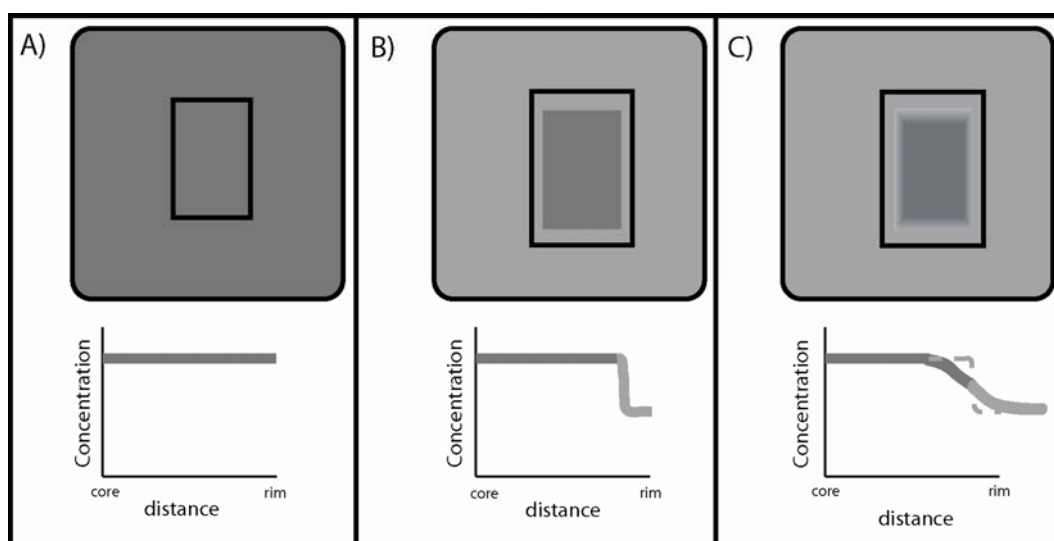 A)
Concentration
core
rim
distance
B)
Concentration
core
rim
distance
C)
Concentration
core
rim
distance